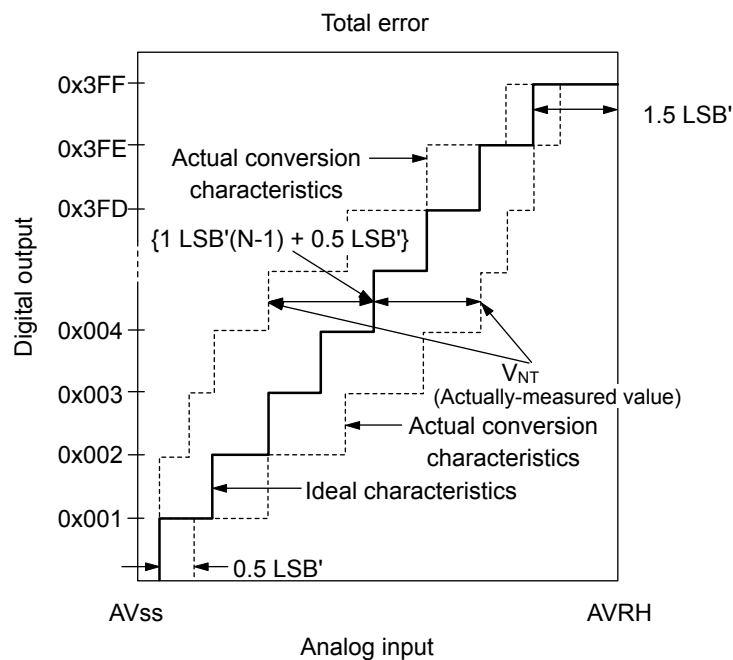 Total error
0x3FF
1.5 LSB'
0x3FE
Actual conversion
characteristics
0x3FD
{1 LSB'(N-1) + 0.5 LSB'}
Digital output
0x004
VNT
(Actually-measured value)
0x003
Actual conversion
characteristics
0x002
Ideal characteristics
0x001
0.5 LSB'
AVss
AVRH
Analog input